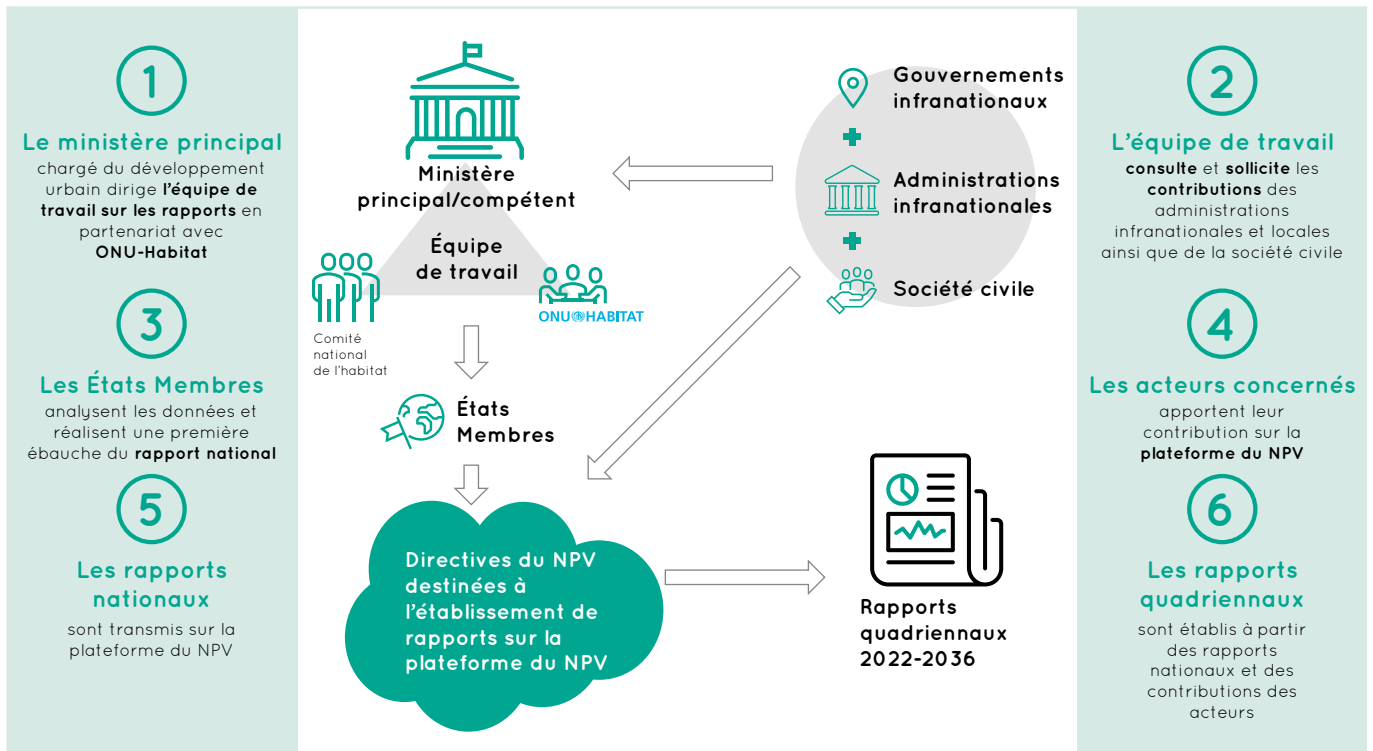 1
Le ministère principal
chargé du développement
urbain dirige l'équipe de
travail sur les rapports en
partenariat avec
ONU-Habitat
3
Les États Membres
analysent les données et
réalisent une première
ébauche du rapport national
5
Les rapports
nationaux
sont transmis sur la
plateforme du NPV
Ministère
principal/compétent
Équipe
de travail
Comité
national
de l'habitat
ONU HABITAT
États
Membres
Directives du NPV
destinées à
l'établissement de
rapports sur la
plateforme du NPV
Gouvernements
infranationaux
Administrations
infranationales
Société civile
Rapports
quadriennaux
2022-2036
2
L'équipe de travail
consulte et sollicite les
contributions des
administrations
infranationales et locales
ainsi que de la société civile
4
Les acteurs concernés
apportent leur
contribution sur la
plateforme du NPV
6
Les rapports
quadriennaux
sont établis à partir
des rapports
nationaux et des
contributions des
acteurs